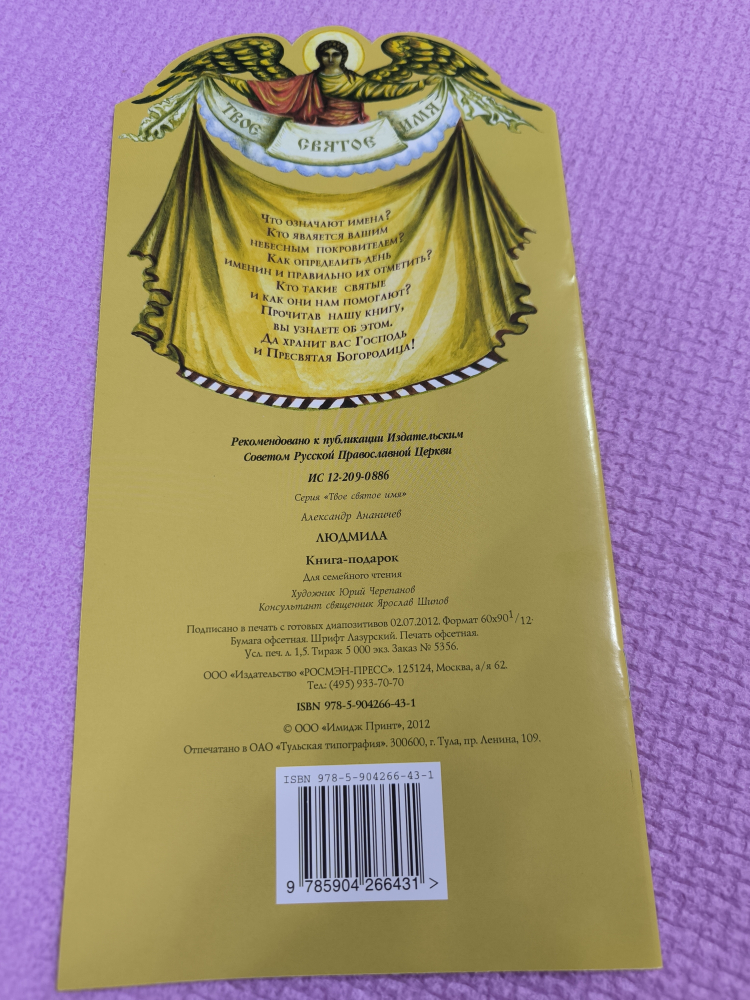 ТВОЕ СВЯТОЕ ИМЯ
Что означают имена?
Кто является вашим
небесным покровителем?
Как определить день
именин и правильно их отметить?
Кто такие святые
и как они нам помогают?
Прочитав нашу книгу,
вы узнаете об этом.
Да хранит вас Господь
и Пресвятая Богородица!
Рекомендовано к публикации Издательским
Советом Русской Православной Церкви
ИС 12-209-0886
Серия «Твое святое имя»
Александр Ананичев
ЛЮДМИЛА
Книга-подарок
Для семейного чтения
Художник Юрий Черепанов
Консультант священник Ярослав Шипов
Подписано в печать с готовых диапозитивов 02.07.2012. Формат 60x90 1/12.
Бумага офсетная. Шрифт Лазурский. Печать офсетная.
Усл. печ. л. 1,5. Тираж 5 000 экз. Заказ № 5356.
ООО «Издательство «РОСМЭН-ПРЕСС». 125124, Москва, а/я 62.
Тел.: (495) 933-70-70
ISBN 978-5-904266-43-1
© ООО «Имидж Принт», 2012
Отпечатано в ОАО «Тульская типография». 300600, г. Тула, пр. Ленина, 109.
ISBN 978-5-904266-43-1
9 785904 266431 >